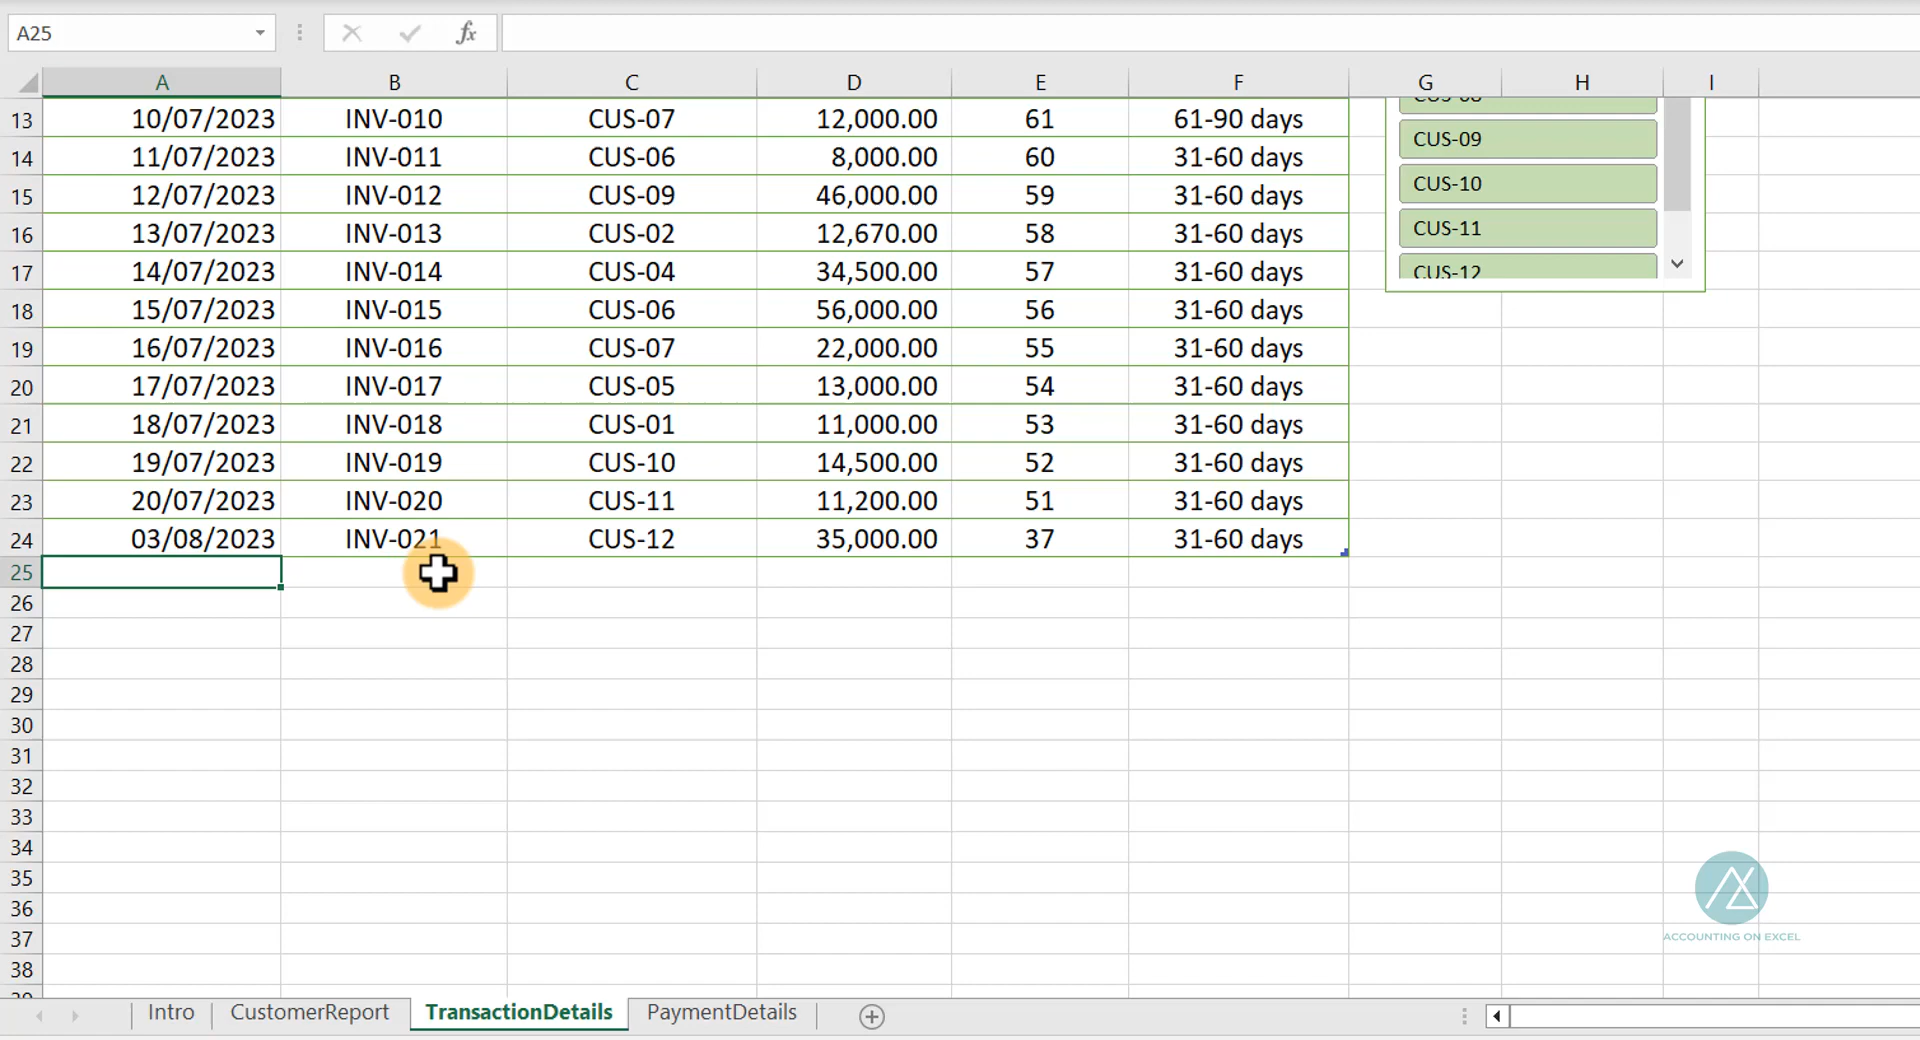 A25
fx
A B C D E F G H I
13 10/07/2023 INV-010 CUS-07 12,000.00 61 61-90 days
14 11/07/2023 INV-011 CUS-06 8,000.00 60 31-60 days
15 12/07/2023 INV-012 CUS-09 46,000.00 59 31-60 days
16 13/07/2023 INV-013 CUS-02 12,670.00 58 31-60 days
17 14/07/2023 INV-014 CUS-04 34,500.00 57 31-60 days
18 15/07/2023 INV-015 CUS-06 56,000.00 56 31-60 days
19 16/07/2023 INV-016 CUS-07 22,000.00 55 31-60 days
20 17/07/2023 INV-017 CUS-05 13,000.00 54 31-60 days
21 18/07/2023 INV-018 CUS-01 11,000.00 53 31-60 days
22 19/07/2023 INV-019 CUS-10 14,500.00 52 31-60 days
23 20/07/2023 INV-020 CUS-11 11,200.00 51 31-60 days
24 03/08/2023 INV-021 CUS-12 35,000.00 37 31-60 days
25
26
27
28
29
30
31
32
33
34
35
36
37
38
CUS-09
CUS-10
CUS-11
CUS-12
ACCOUNTING ON EXCEL
Intro CustomerReport TransactionDetails PaymentDetails